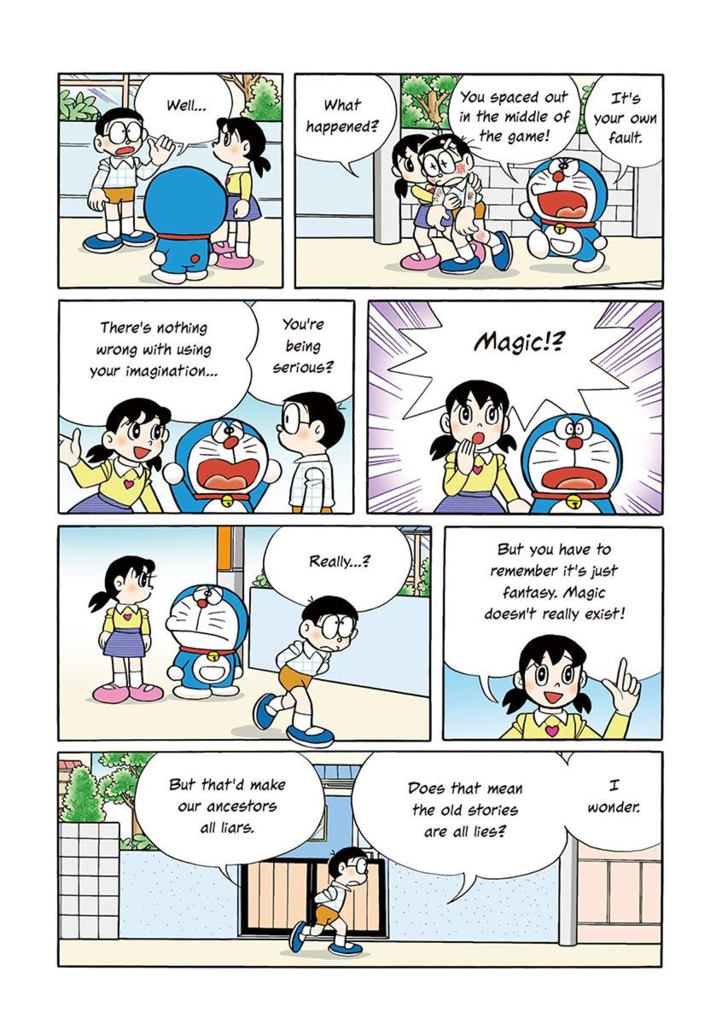 It's
your own
fault.
You spaced out
in the middle of
the game!
What
happened?
Well...
Magic!?
You're
being
serious?
There's nothing
wrong with using
your imagination...
But you have to
remember it's just
fantasy. Magic
doesn't really exist!
Really...?
I
wonder.
Does that mean
the old stories
are all lies?
But that'd make
our ancestors
all liars.